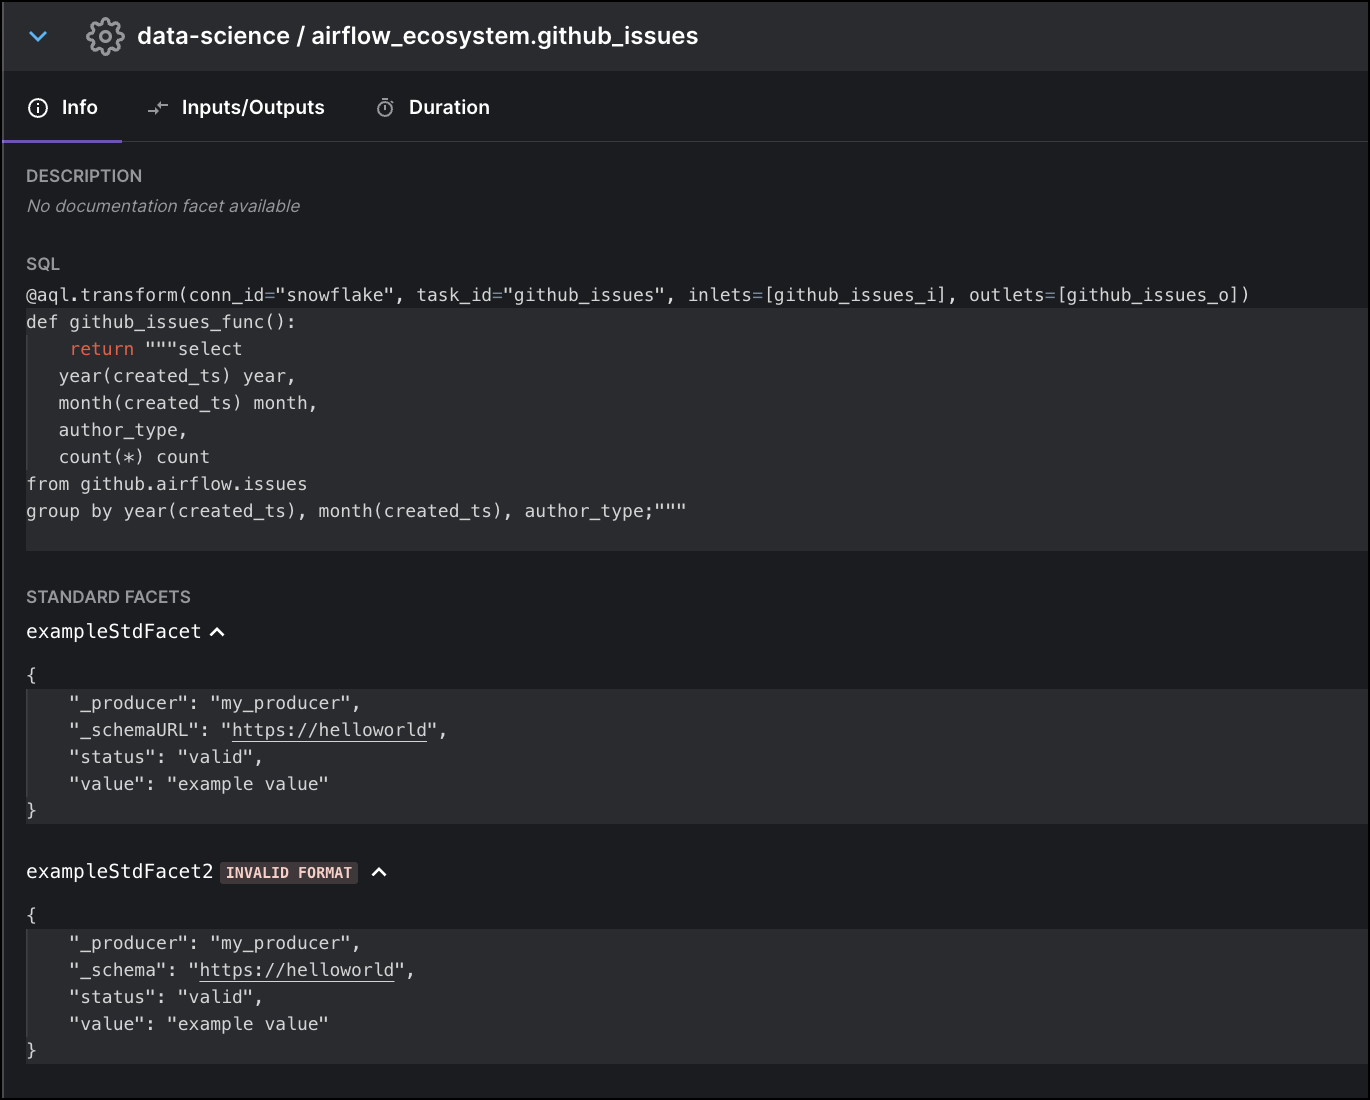 data-science / airflow_ecosystem.github_issues
Info Inputs/Outputs Duration
DESCRIPTION
No documentation facet available
SQL
@aql.transform(conn_id="snowflake", task_id="github_issues", inlets=[github_issues_i], outlets=[github_issues_o])
def github_issues_func():
    return """select
   year(created_ts) year,
   month(created_ts) month,
   author_type,
   count(*) count
from github.airflow.issues
group by year(created_ts), month(created_ts), author_type;"""
STANDARD FACETS
exampleStdFacet
{
    "_producer": "my_producer",
    "_schemaURL": "https://helloworld",
    "status": "valid",
    "value": "example value"
}
exampleStdFacet2 INVALID FORMAT
{
    "_producer": "my_producer",
    "_schema": "https://helloworld",
    "status": "valid",
    "value": "example value"
}